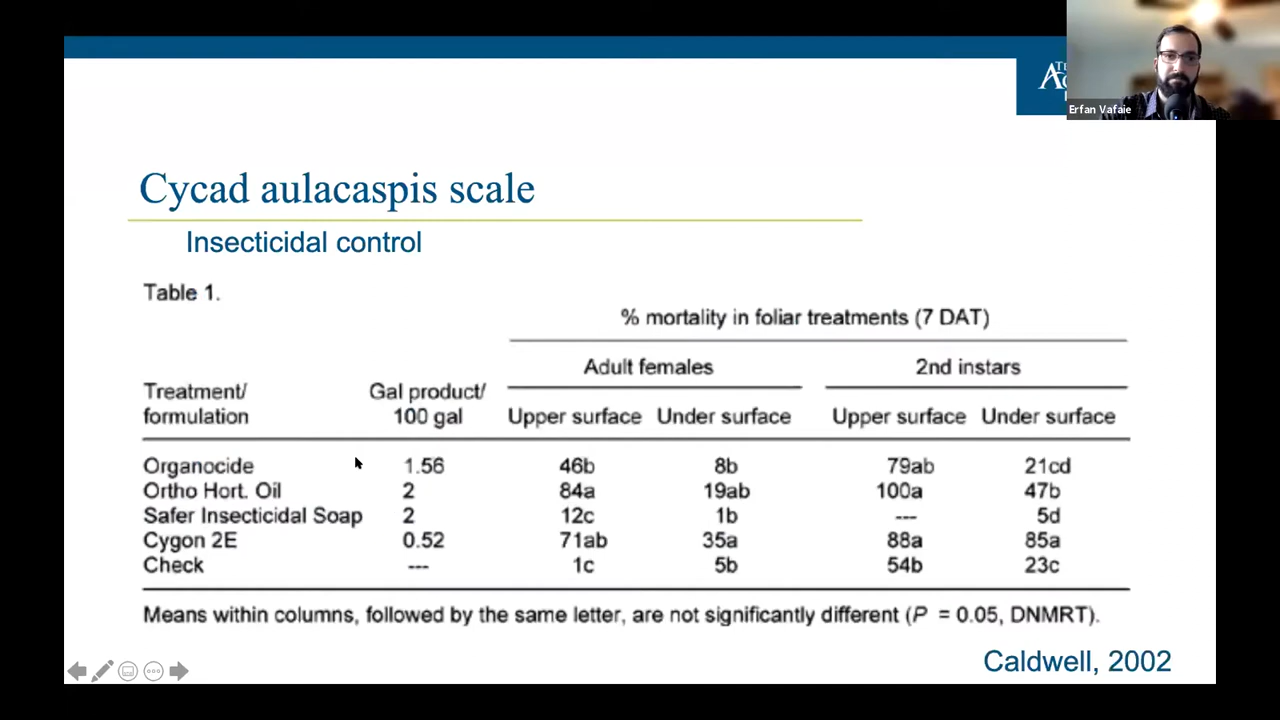 Erfan Vafaie
Cycad aulacaspis scale
Insecticidal control
Table 1.
% mortality in foliar treatments (7 DAT)
Adult females 2nd instars
Treatment/ Gal product/
formulation 100 gal Upper surface Under surface Upper surface Under surface
Organocide 1.56 46b 8b 79ab 21cd
Ortho Hort. Oil 2 84a 19ab 100a 47b
Safer Insecticidal Soap 2 12c 1b --- 5d
Cygon 2E 0.52 71ab 35a 88a 85a
Check --- 1c 5b 54b 23c
Means within columns, followed by the same letter, are not significantly different (P = 0.05, DNMRT).
Caldwell, 2002